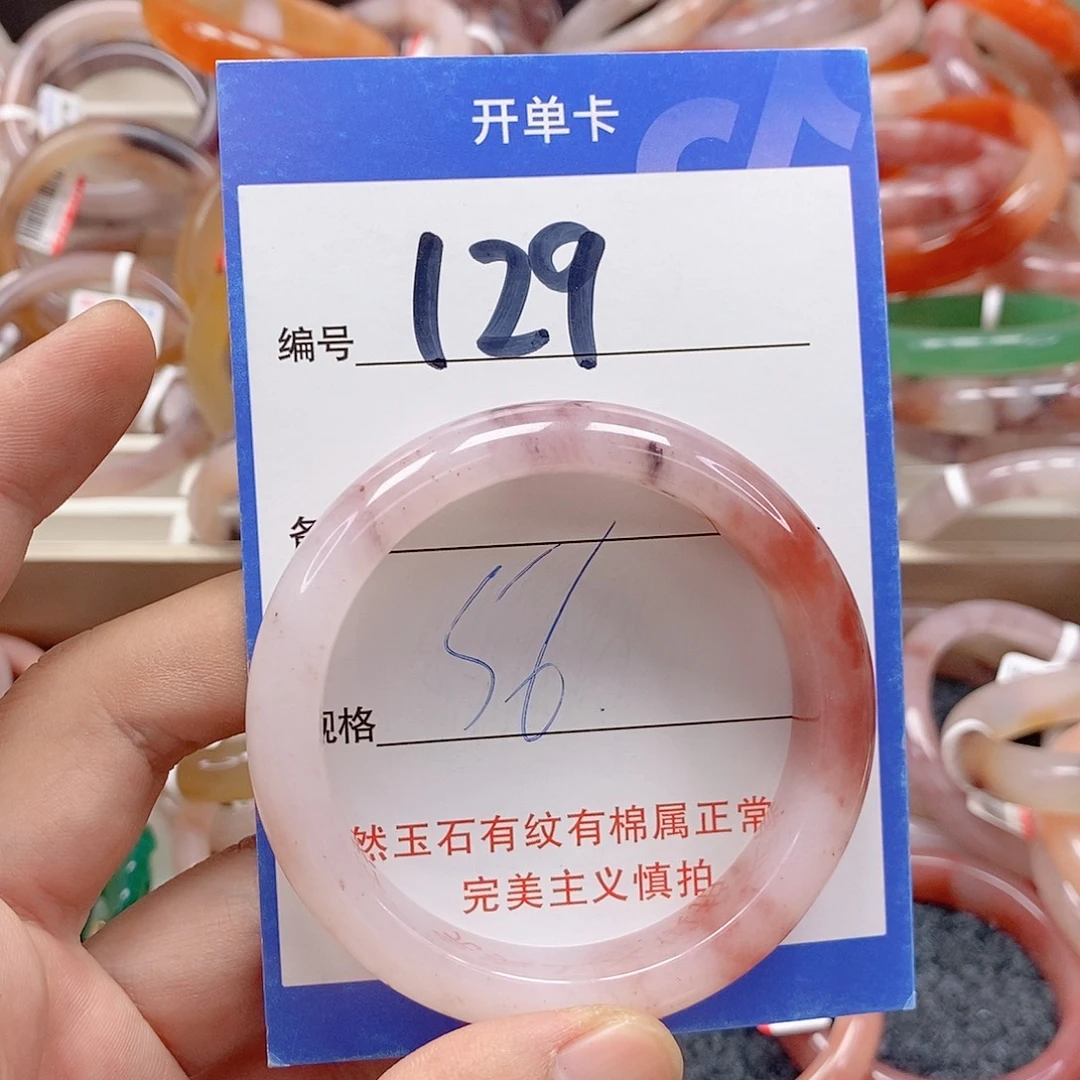 开单卡
编号 129
备
规格 56
然玉石有纹有棉属正常
完美主义慎拍